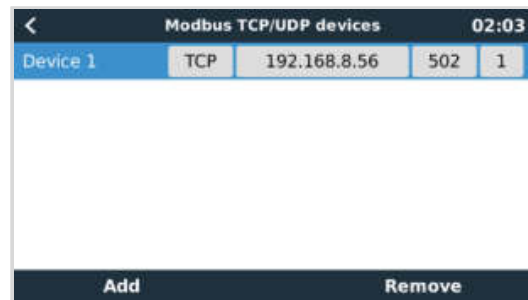 Modbus TCP/UDP devices 02:03
Device 1 TCP 192.168.8.56 502 1
Add Remove